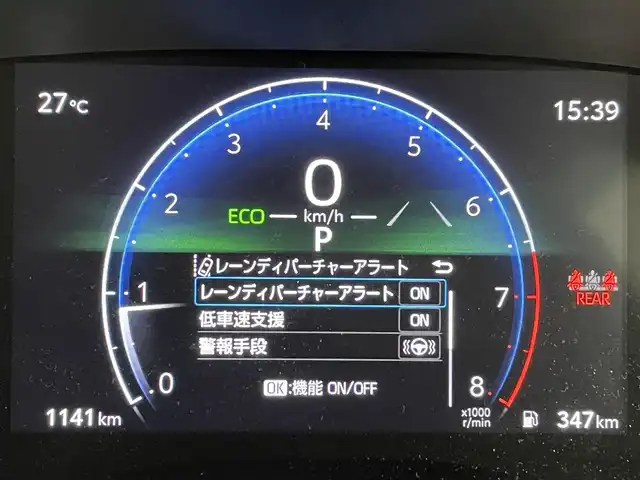 27℃
15:39
4
3
5
2
6
0
ECO
km/h
P
レーンディパーチャーアラート
レーンディパーチャーアラート ON
低車速支援 ON
警報手段
OK:機能 ON/OFF
1
7
0
8
REAR
x1000
r/min
1141 km
347 km